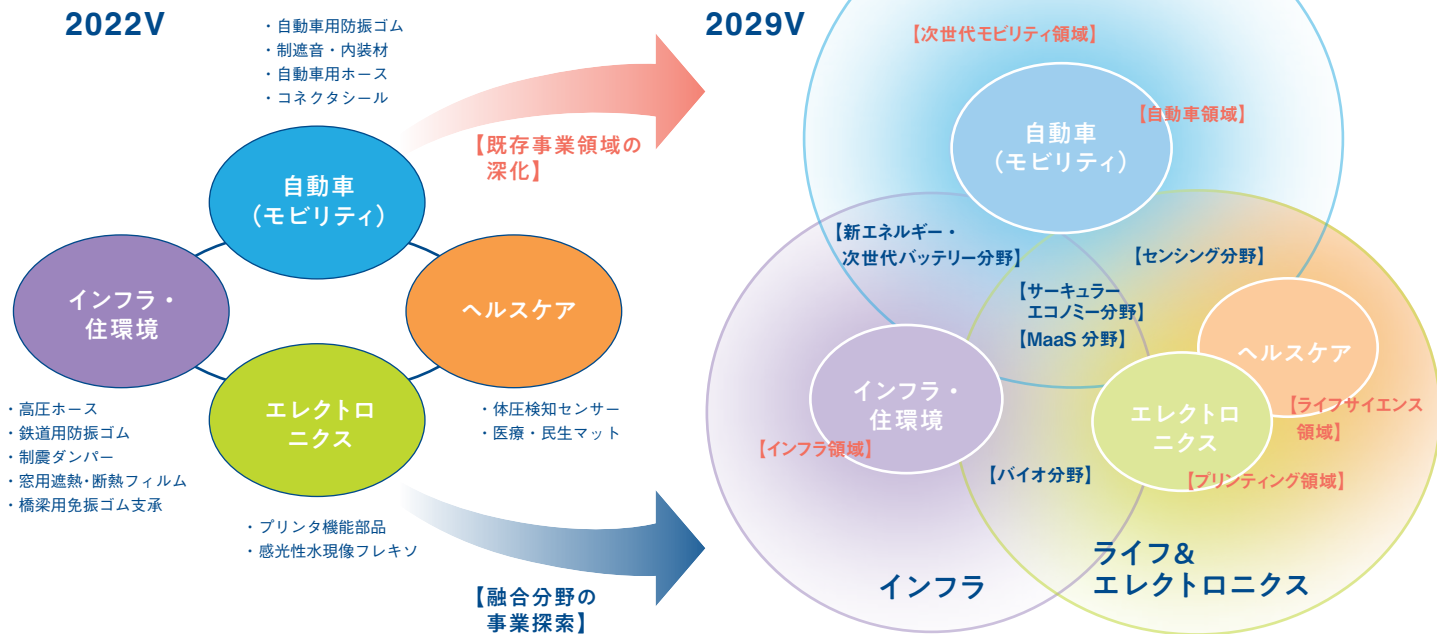 2022V
・自動車用防振ゴム
・制遮音・内装材
・自動車用ホース
・コネクタシール
自動車
（モビリティ）
インフラ・
住環境
ヘルスケア
エレクトロ
ニクス
・高圧ホース
・鉄道用防振ゴム
・制震ダンパー
・窓用遮熱・断熱フィルム
・橋梁用免振ゴム支承
・体圧検知センサー
・医療・民生マット
・プリンタ機能部品
・感光性水現像フレキソ
【既存事業領域の
深化】
【融合分野の
事業探索】
2029V
【次世代モビリティ領域】
自動車
（モビリティ）
【自動車領域】
【新エネルギー・
次世代バッテリー分野】
【センシング分野】
【サーキュラー
エコノミー分野】
【MaaS 分野】
ヘルスケア
インフラ・
住環境
エレクトロ
ニクス
【ライフサイエンス
領域】
【インフラ領域】
【バイオ分野】
【プリンティング領域】
インフラ
ライフ&
エレクトロニクス